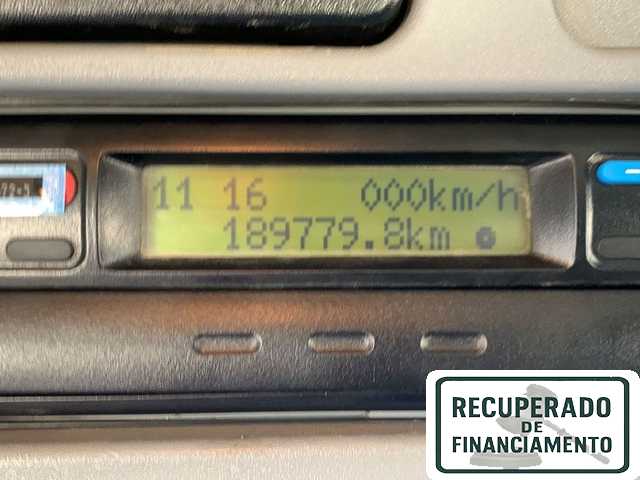 11 16 000km/h
189779.8km
RECUPERADO
DE
FINANCIAMENTO